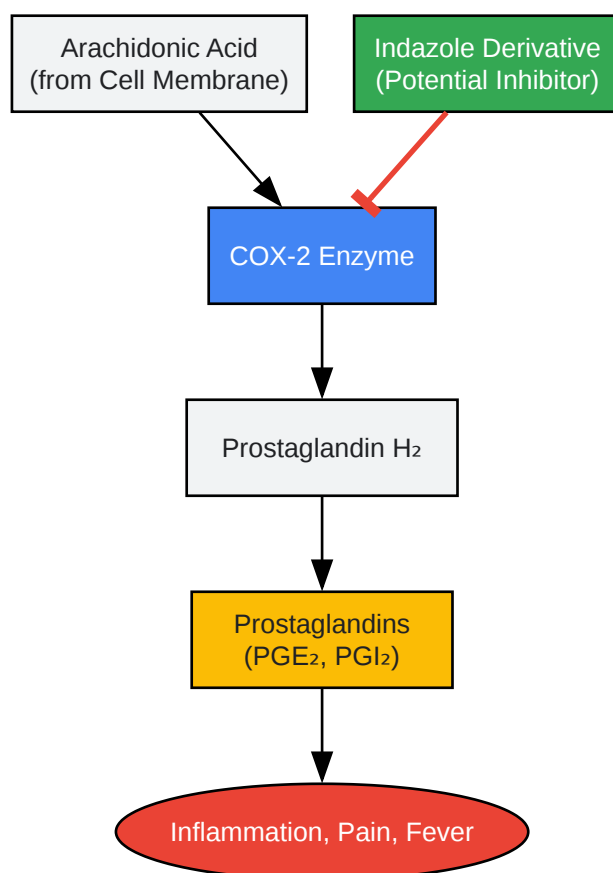 Arachidonic Acid
(from Cell Membrane)
Indazole Derivative
(Potential Inhibitor)
COX-2 Enzyme
Prostaglandin H₂
Prostaglandins
(PGE₂, PGI₂)
Inflammation, Pain, Fever